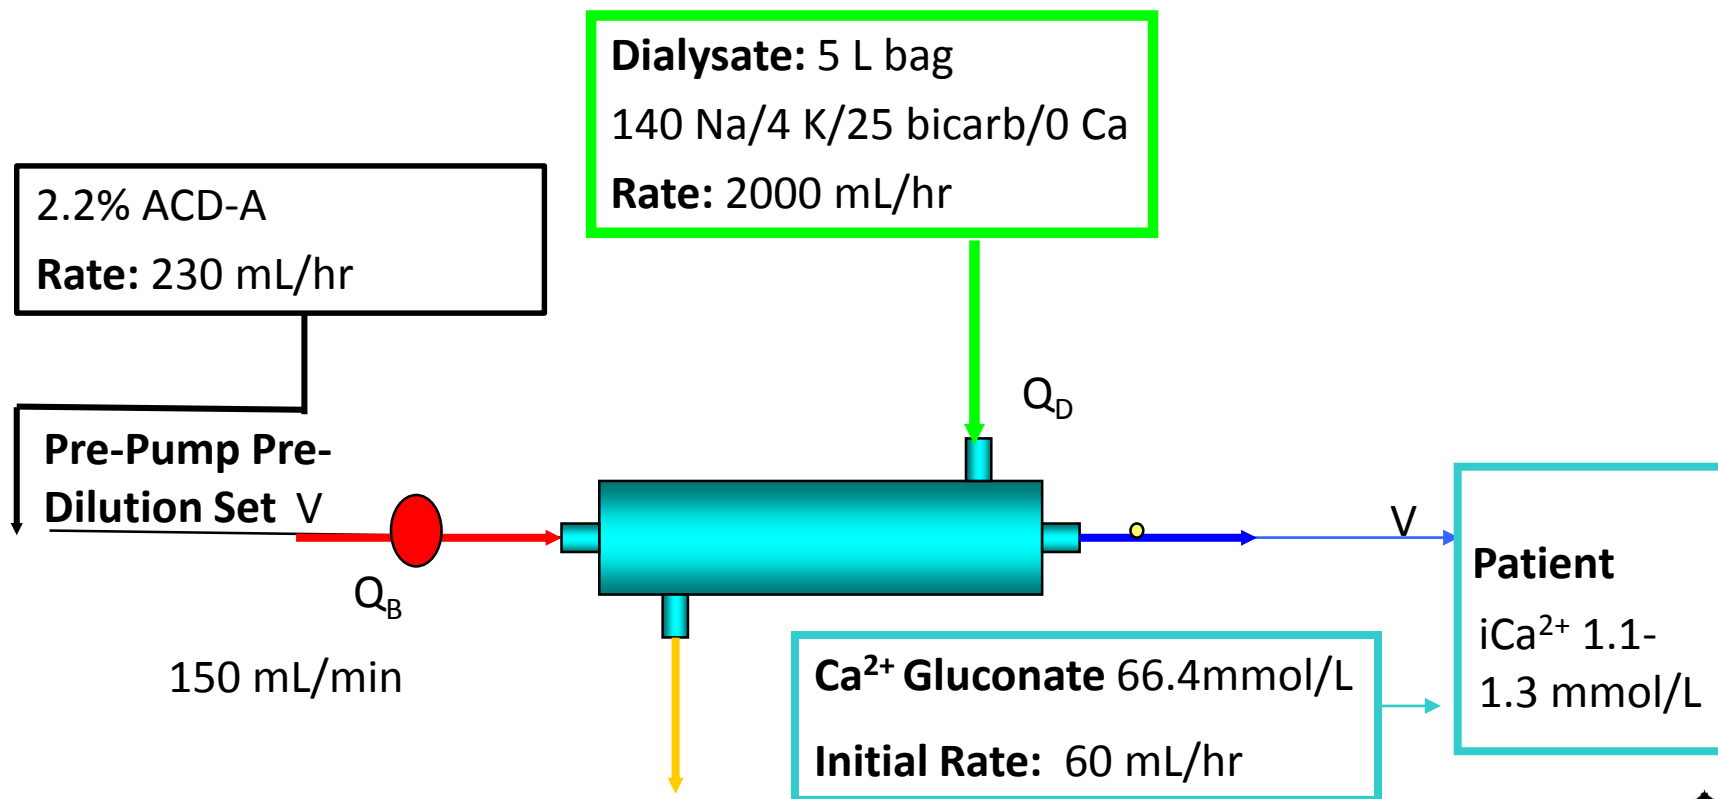 Dialysate: 5 L bag
140 Na/4 K/25 bicarb/0 Ca
Rate: 2000 mL/hr
2.2% ACD-A
Rate: 230 mL/hr
Q_D
Pre-Pump Pre-
Dilution Set V
Q_B
150 mL/min
V
Patient
iCa²⁺ 1.1-
1.3 mmol/L
Ca²⁺ Gluconate 66.4mmol/L
Initial Rate: 60 mL/hr